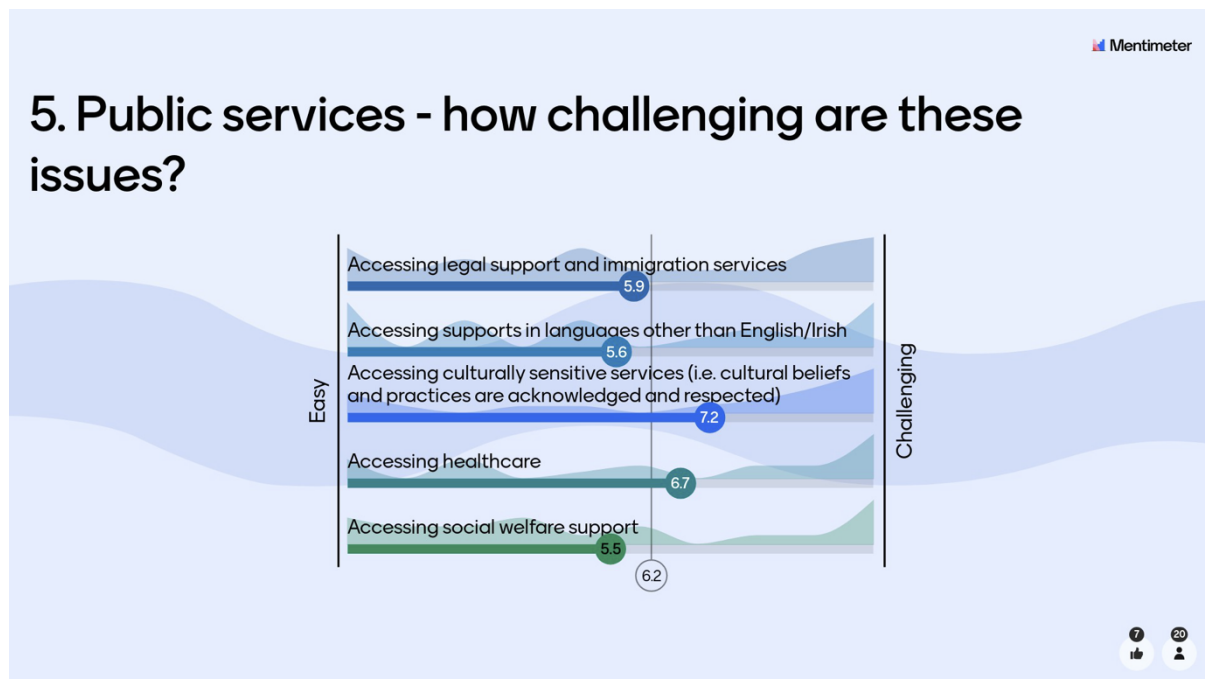 Mentimeter
5. Public services - how challenging are these
issues?
Accessing legal support and immigration services
5.9
Accessing supports in languages other than English/Irish
5.6
Accessing culturally sensitive services (i.e. cultural beliefs
and practices are acknowledged and respected)
7.2
Accessing healthcare
6.7
Accessing social welfare support
5.5
6.2
Easy
Challenging
7
20